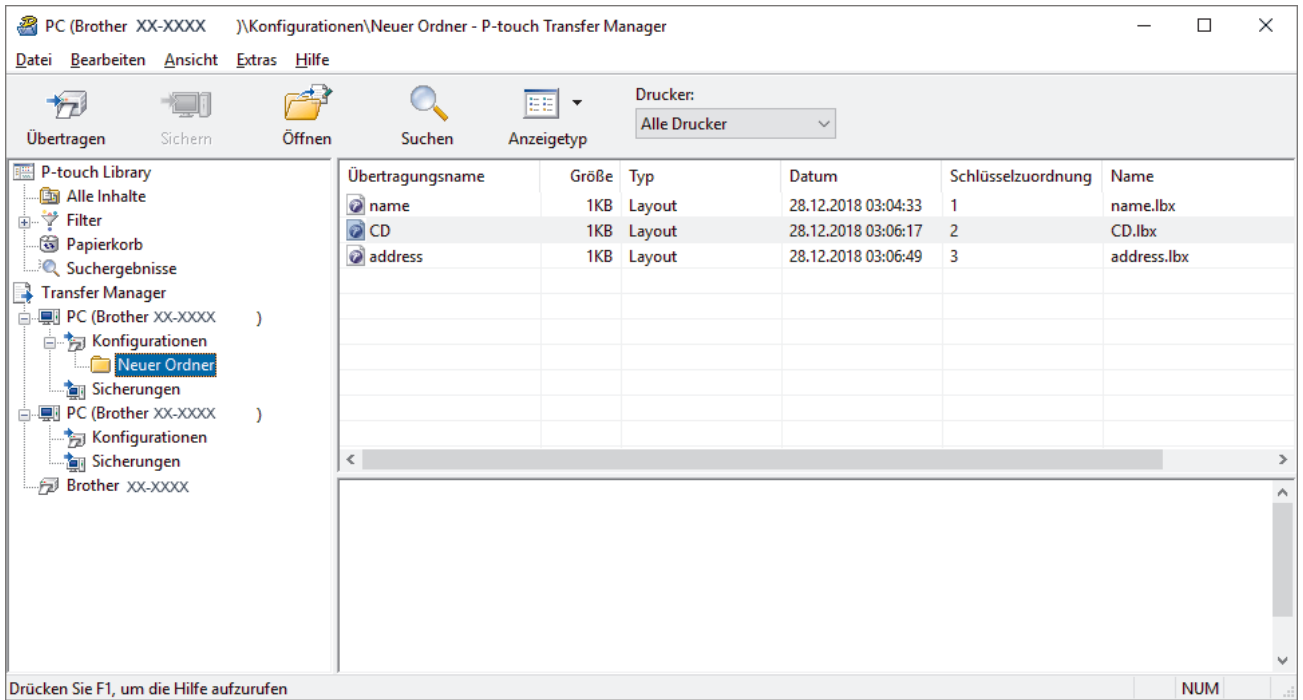 PC (Brother XX-XXXX )\Konfigurationen\Neuer Ordner - P-touch Transfer Manager
Datei Bearbeiten Ansicht Extras Hilfe
Übertragen Sichern Öffnen Suchen Anzeigetyp
Drucker:
Alle Drucker
P-touch Library
Alle Inhalte
Filter
Papierkorb
Suchergebnisse
Transfer Manager
PC (Brother XX-XXXX )
Konfigurationen
Neuer Ordner
Sicherungen
PC (Brother XX-XXXX )
Konfigurationen
Sicherungen
Brother XX-XXXX
Übertragungsname Größe Typ Datum Schlüsselzuordnung Name
name 1KB Layout 28.12.2018 03:04:33 1 name.lbx
CD 1KB Layout 28.12.2018 03:06:17 2 CD.lbx
address 1KB Layout 28.12.2018 03:06:49 3 address.lbx
Drücken Sie F1, um die Hilfe aufzurufen
NUM